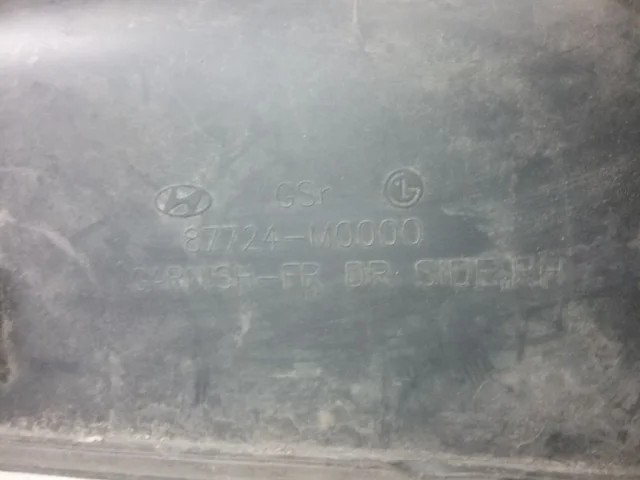 GSr
87724-M0000
GARNISH-FR DR SIDE,RH